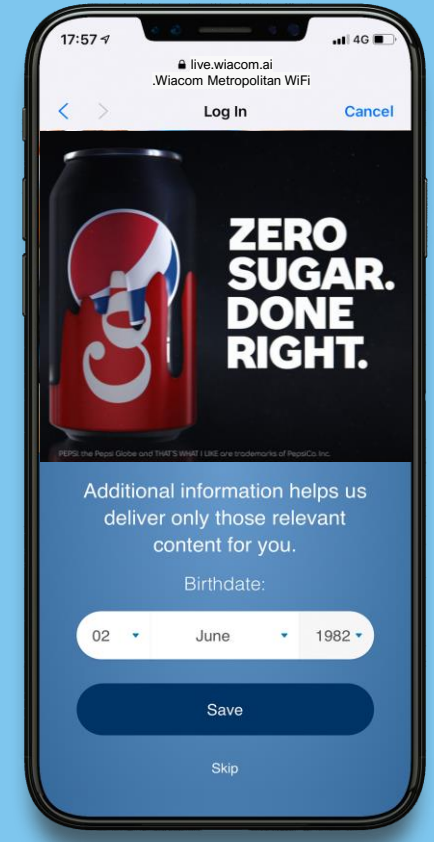 17:57
4G
live.wiacom.ai
.Wiacom Metropolitan WiFi
Log In
Cancel
ZERO
SUGAR.
DONE
RIGHT.
Co
PEPSI, the Pepsi Globe and THAT'S WHAT I LIKE are trademarks of PepsiCo, Inc.
Additional information helps us
deliver only those relevant
content for you.
Birthdate:
02 June 1982
Save
Skip